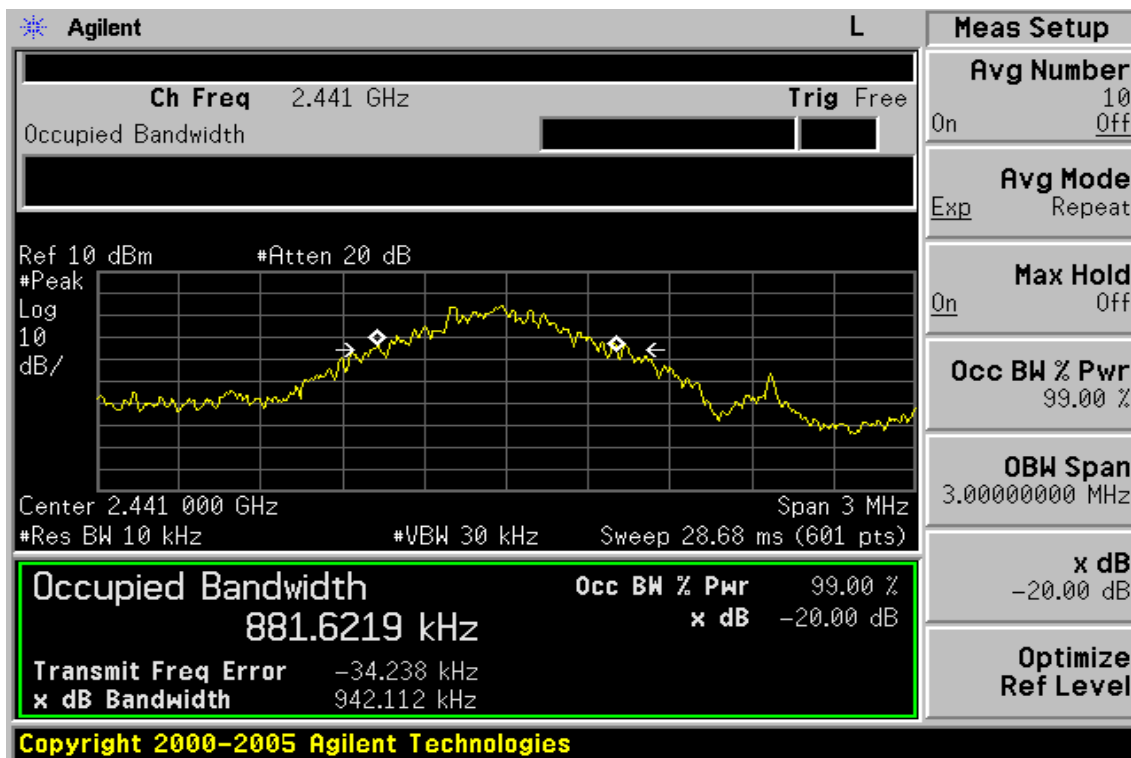 Agilent L
Ch Freq 2.441 GHz Trig Free
Occupied Bandwidth
Ref 10 dBm #Atten 20 dB
#Peak
Log
10
dB/
Center 2.441 000 GHz Span 3 MHz
#Res BW 10 kHz #VBW 30 kHz Sweep 28.68 ms (601 pts)
Occupied Bandwidth Occ BW % Pwr 99.00 %
881.6219 kHz x dB -20.00 dB
Transmit Freq Error -34.238 kHz
x dB Bandwidth 942.112 kHz
Copyright 2000-2005 Agilent Technologies
Meas Setup
Avg Number
10
On Off
Avg Mode
Exp Repeat
Max Hold
On Off
Occ BW % Pwr
99.00 %
OBW Span
3.00000000 MHz
x dB
-20.00 dB
Optimize
Ref Level